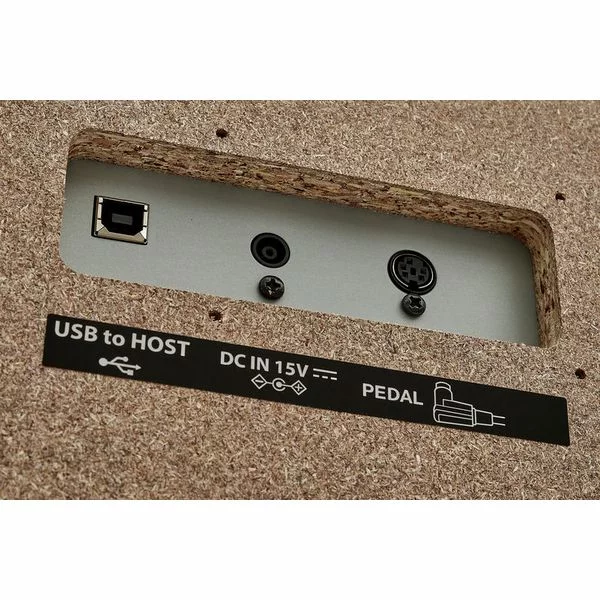 USB to HOST
DC IN 15V
PEDAL